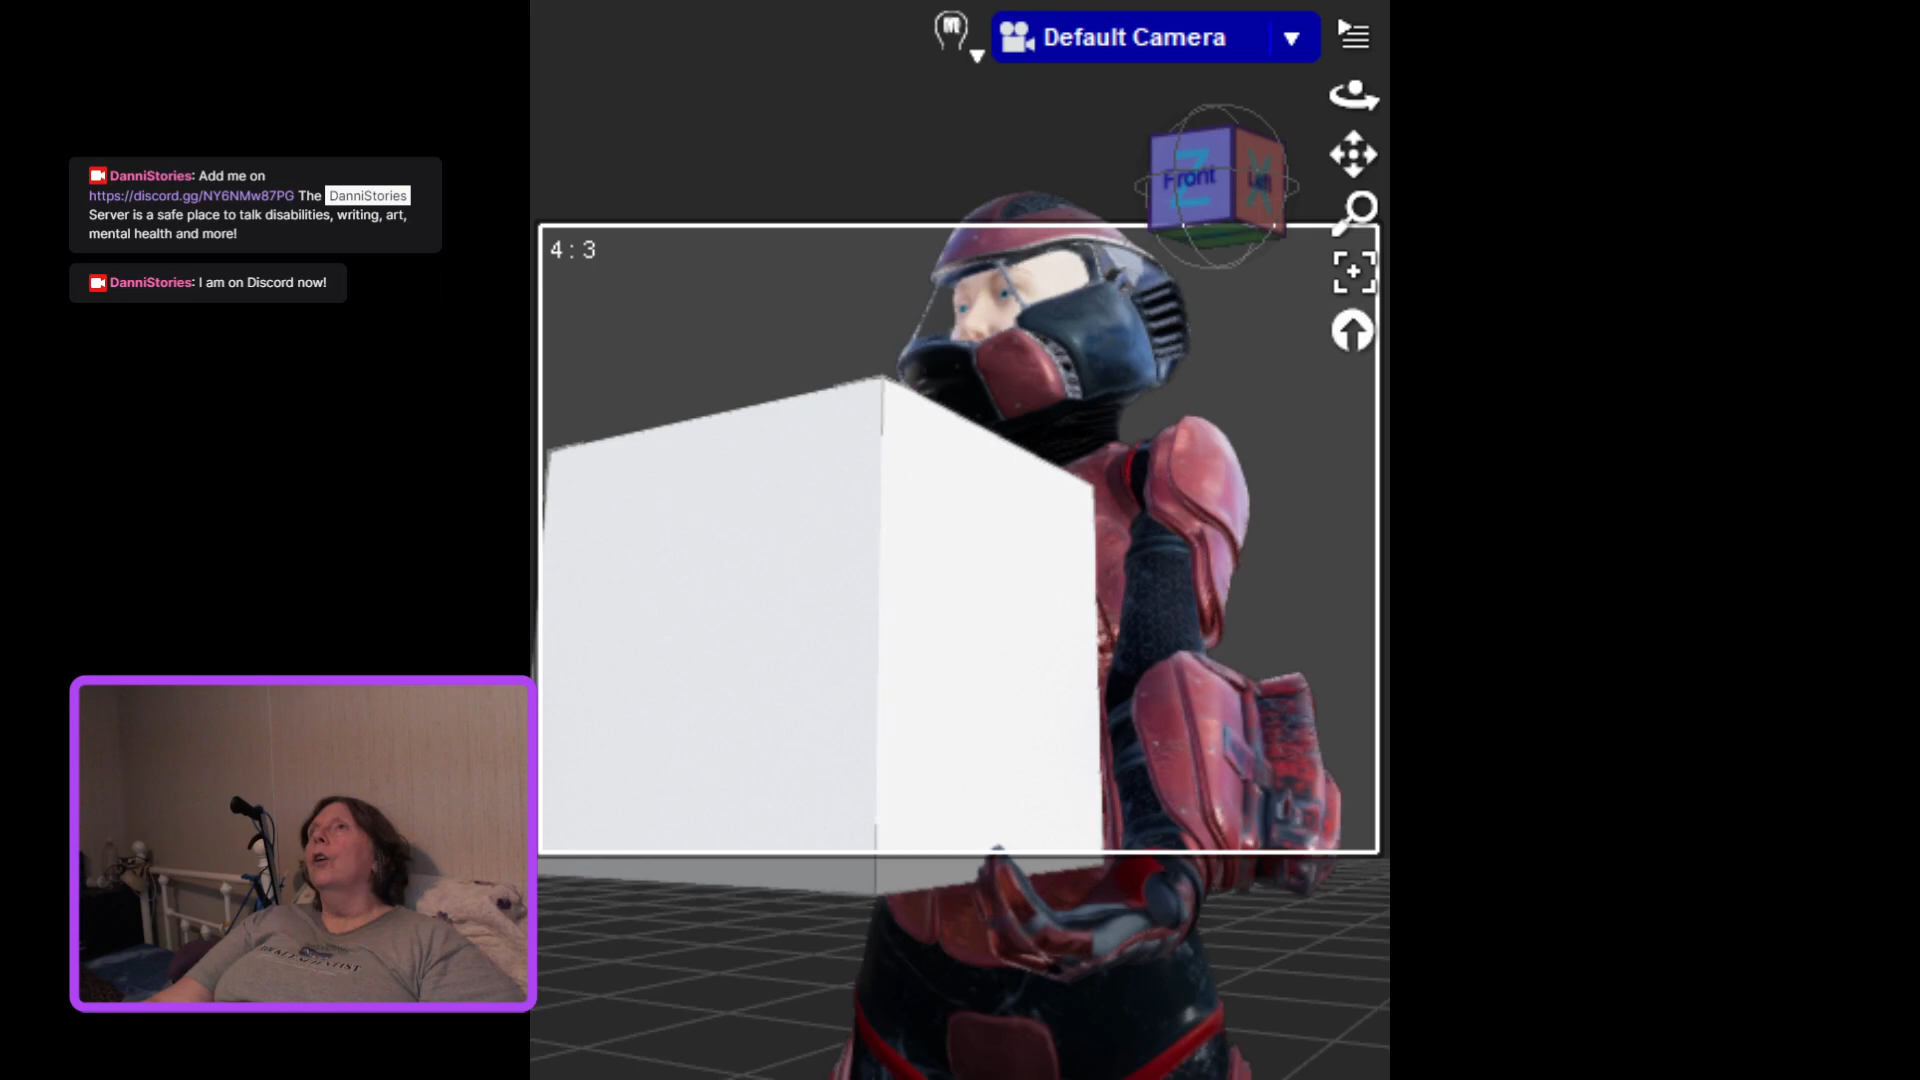 Default Camera
Front
4 : 3
DanniStories: Add me on
https://discord.gg/NY6NMw87PG The DanniStories
Server is a safe place to talk disabilities, writing, art,
mental health and more!
DanniStories: I am on Discord now!